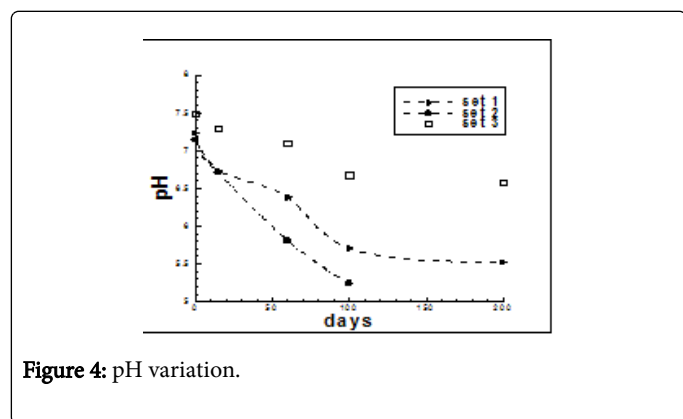 8
7.5
7
6.5
6
5.5
5
pH
set 1
set 2
set 3
0 50 100 150 200
days
Figure 4: pH variation.